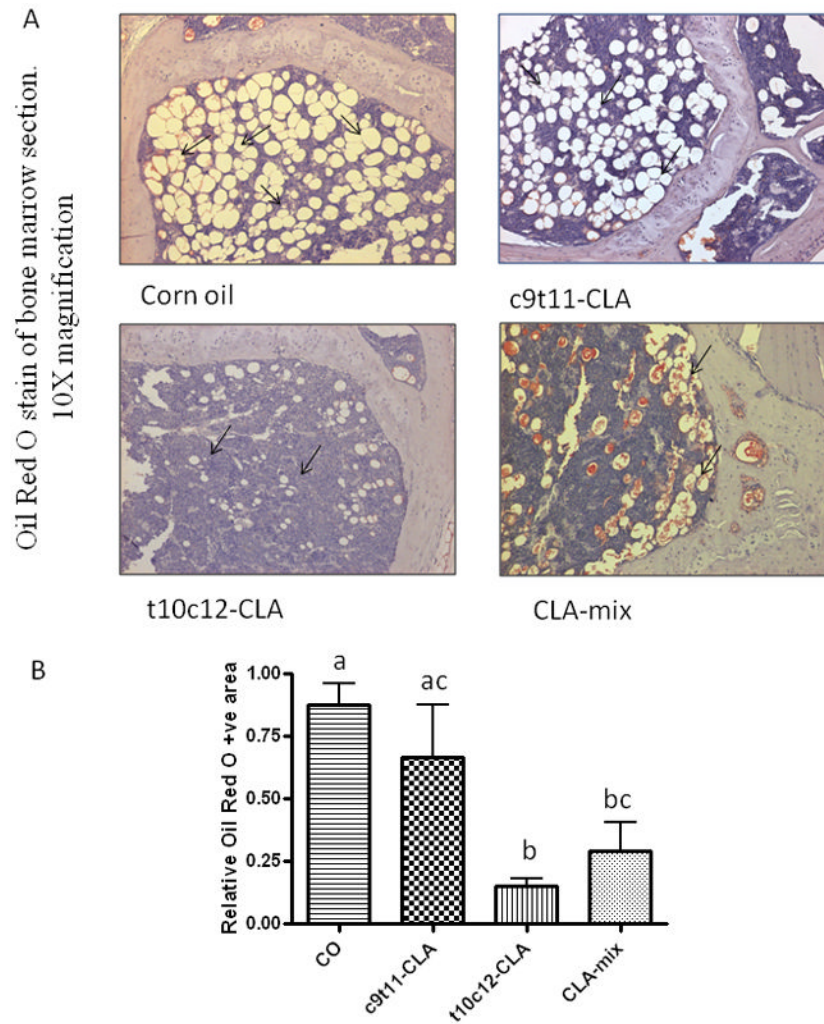 A
Oil Red O stain of bone marrow section.
10X magnification
Corn oil
c9t11-CLA
t10c12-CLA
CLA-mix
B
Relative Oil Red O +ve area
1.00
0.75
0.50
0.25
0.00
a
ac
b
bc
CO
c9t11-CLA
t10c12-CLA
CLA-mix